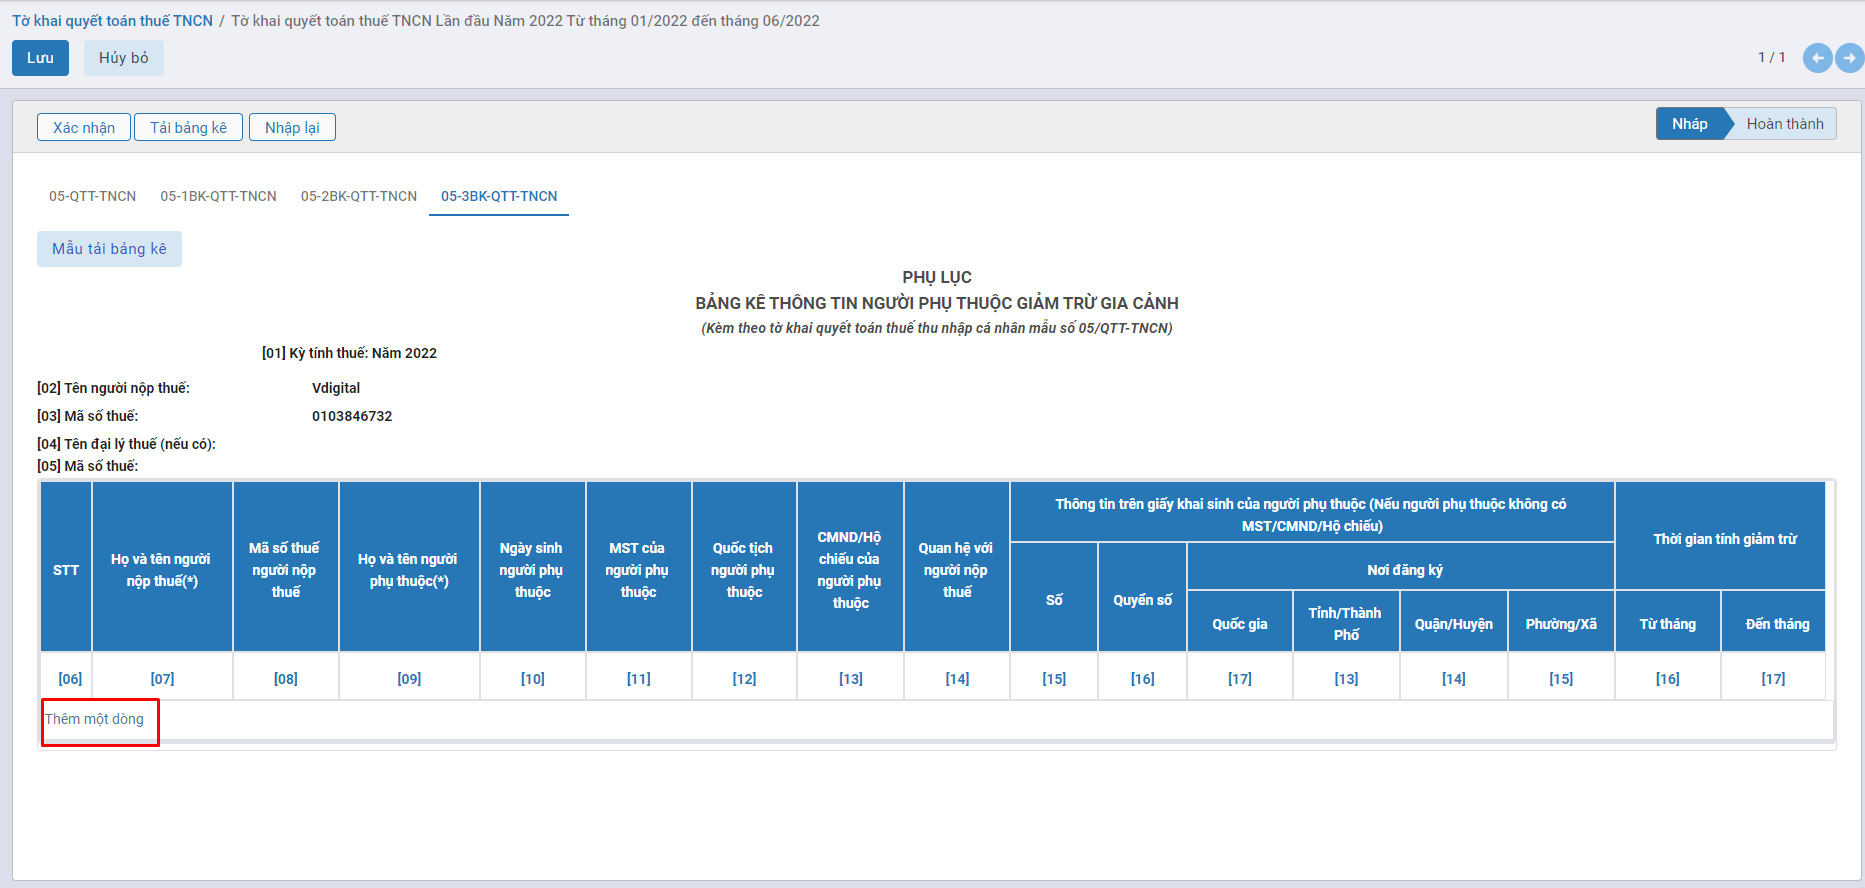 Tờ khai quyết toán thuế TNCN / Tờ khai quyết toán thuế TNCN Lần đầu Năm 2022 Từ tháng 01/2022 đến tháng 06/2022
Lưu
Hủy bỏ
1 / 1
Xác nhận
Tải bảng kê
Nhập lại
Nháp
Hoàn thành
05-QTT-TNCN
05-1BK-QTT-TNCN
05-2BK-QTT-TNCN
05-3BK-QTT-TNCN
Mẫu tải bảng kê
PHỤ LỤC
BẢNG KÊ THÔNG TIN NGƯỜI PHỤ THUỘC GIẢM TRỪ GIA CẢNH
(Kèm theo tờ khai quyết toán thuế thu nhập cá nhân mẫu số 05/QTT-TNCN)
[01] Kỳ tính thuế: Năm 2022
[02] Tên người nộp thuế: Vdigital
[03] Mã số thuế: 0103846732
[04] Tên đại lý thuế (nếu có):
[05] Mã số thuế:
STT
Họ và tên người
nộp thuế(*)
Mã số thuế
người nộp
thuế
Họ và tên người
phụ thuộc(*)
Ngày sinh
người phụ
thuộc
MST của
người phụ
thuộc
Quốc tịch
người phụ
thuộc
CMND/Hộ
chiếu của
người phụ
thuộc
Quan hệ với
người nộp
thuế
Thông tin trên giấy khai sinh của người phụ thuộc (Nếu người phụ thuộc không có
MST/CMND/Hộ chiếu)
Số
Quyển số
Nơi đăng ký
Quốc gia
Tỉnh/Thành
Phố
Quận/Huyện
Phường/Xã
Thời gian tính giảm trừ
Từ tháng
Đến tháng
[06] [07] [08] [09] [10] [11] [12] [13] [14] [15] [16] [17] [13] [14] [15] [16] [17]
Thêm một dòng